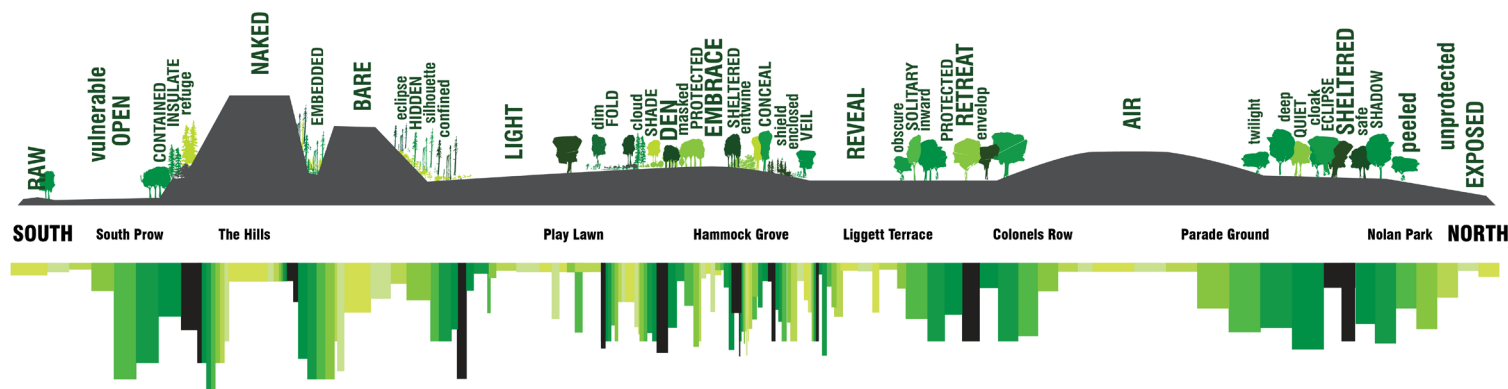 RAW
vulnerable
OPEN
CONTAINED
INSULATE
refuge
NAKED
EMBEDDED
BARE
eclipse
HIDDEN
silhouette
confined
LIGHT
dim
FOLD
cloud
SHADE
DEN
masked
PROTECTED
EMBRACE
SHELTERED
entwine
CONCEAL
shield
enclosed
VEIL
REVEAL
obscure
SOLITARY
inward
PROTECTED
RETREAT
envelop
AIR
twilight
deep
QUIET
cloak
ECLIPSE
SHELTERED
safe
SHADOW
peeled
unprotected
EXPOSED
SOUTH
South Prow
The Hills
Play Lawn
Hammock Grove
Liggett Terrace
Colonels Row
Parade Ground
Nolan Park
NORTH